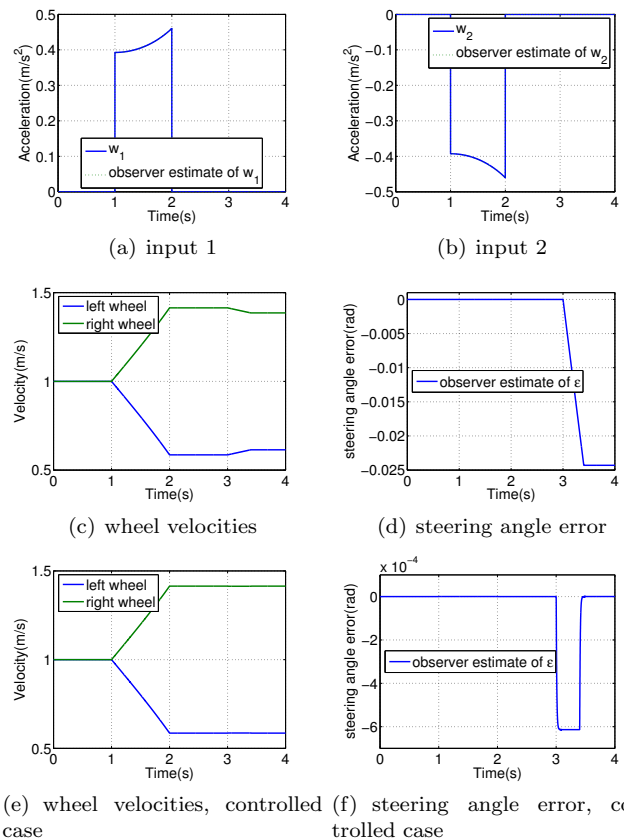 0.5
0.4
0.3
0.2
0.1
0
Acceleration(m/s²)
w₁
observer estimate of w₁
0 1 2 3 4
Time(s)
(a) input 1
0
−0.1
−0.2
−0.3
−0.4
−0.5
Acceleration(m/s²)
w₂
observer estimate of w₂
0 1 2 3 4
Time(s)
(b) input 2
1.5
1
0.5
Velocity(m/s)
left wheel
right wheel
0 1 2 3 4
Time(s)
(c) wheel velocities
0
−0.005
−0.01
−0.015
−0.02
−0.025
steering angle error(rad)
observer estimate of ε
0 1 2 3 4
Time(s)
(d) steering angle error
1.5
1
0.5
Velocity(m/s)
left wheel
right wheel
0 1 2 3 4
Time(s)
(e) wheel velocities, controlled
case
x 10⁻⁴
0
−2
−4
−6
steering angle error(rad)
observer estimate of ε
0 1 2 3 4
Time(s)
(f) steering angle error, co
trolled case